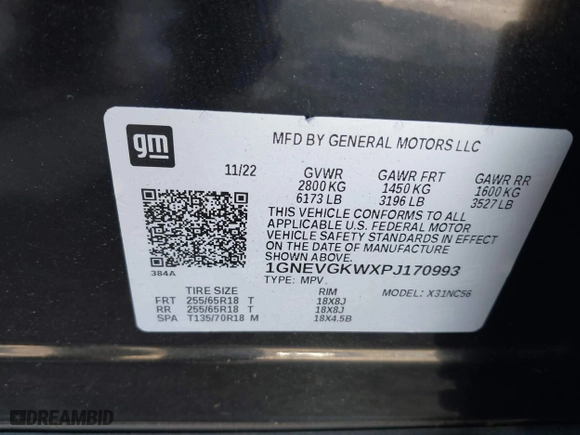 gm
MFD BY GENERAL MOTORS LLC
11/22 GVWR GAWR FRT GAWR RR
2800 KG 1450 KG 1600 KG
6173 LB 3196 LB 3527 LB
THIS VEHICLE CONFORMS TO ALL
APPLICABLE U.S. FEDERAL MOTOR
VEHICLE SAFETY STANDARDS IN EFFECT
ON THE DATE OF MANUFACTURE
SHOWN ABOVE.
384A 1GNEVGKWXPJ170993
TYPE: MPV MODEL: X31NC56
TIRE SIZE RIM
FRT 255/65R18 T 18X8J
RR 255/65R18 T 18X8J
SPA T135/70R18 M 18X4.5B
DREAMBID